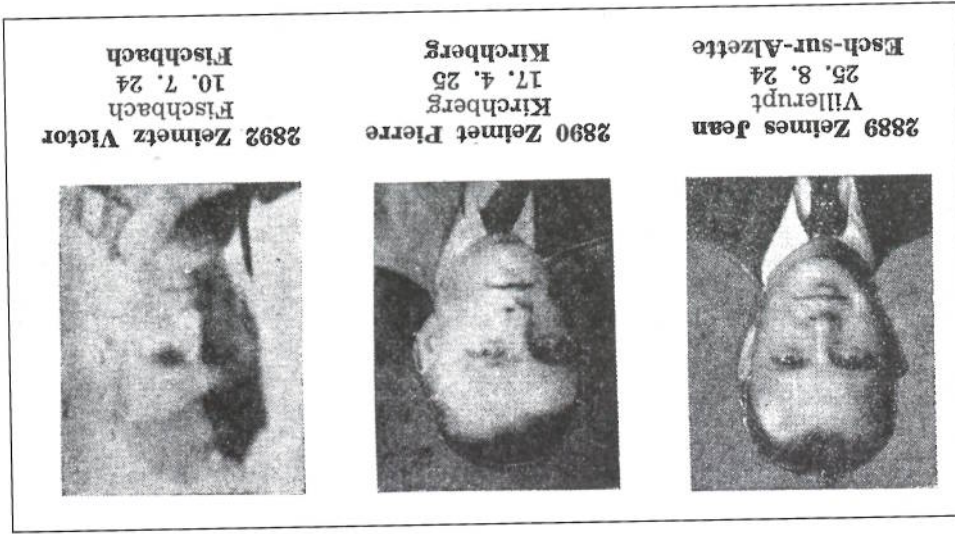 2889 Zeimes Jean
Villerupt
25. 8. 24
Esch-sur-Alzette
2890 Zeimet Pierre
Kirchberg
17. 4. 25
Kirchberg
2892 Zeimetz Victor
Fischbach
10. 7. 24
Fischbach